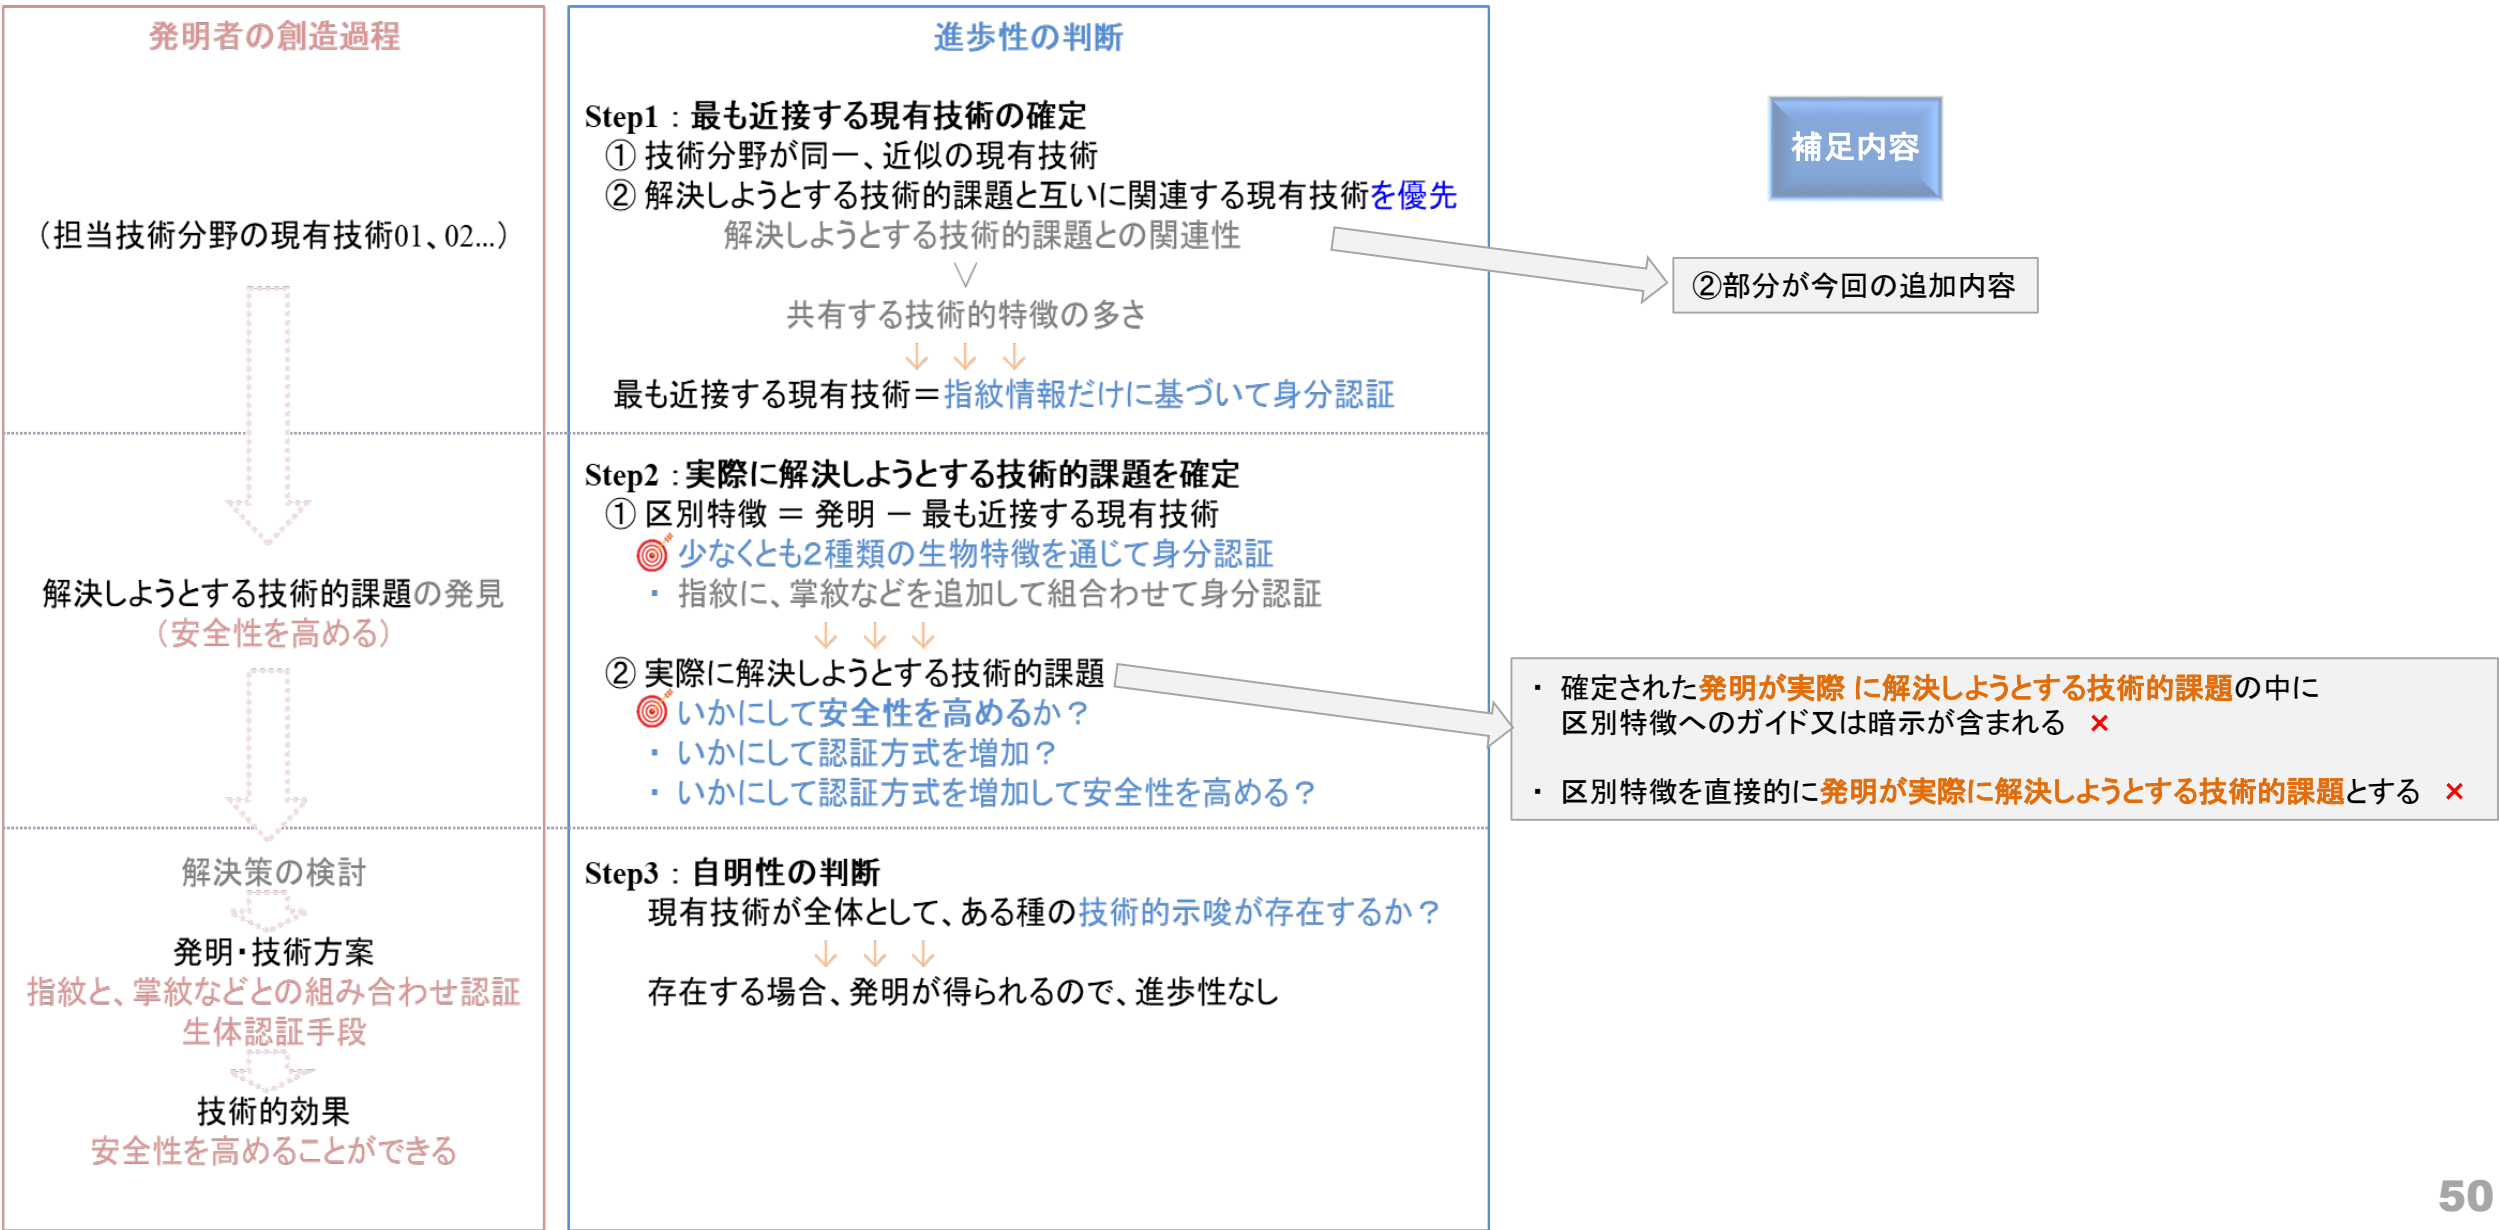 発明者の創造過程
（担当技術分野の現有技術01、02...）
解決しようとする技術的課題の発見
（安全性を高める）
解決策の検討
発明・技術方案
指紋と、掌紋などとの組み合わせ認証
生体認証手段
技術的効果
安全性を高めることができる
進歩性の判断
Step1：最も近接する現有技術の確定
① 技術分野が同一、近似の現有技術
② 解決しようとする技術的課題と互いに関連する現有技術を優先
解決しようとする技術的課題との関連性
∨
共有する技術的特徴の多さ
↓ ↓ ↓
最も近接する現有技術＝指紋情報だけに基づいて身分認証
Step2：実際に解決しようとする技術的課題を確定
① 区別特徴 ＝ 発明 － 最も近接する現有技術
少なくとも2種類の生物特徴を通じて身分認証
・ 指紋に、掌紋などを追加して組合わせて身分認証
↓ ↓ ↓
② 実際に解決しようとする技術的課題
いかにして安全性を高めるか？
・ いかにして認証方式を増加？
・ いかにして認証方式を増加して安全性を高める？
Step3：自明性の判断
現有技術が全体として、ある種の技術的示唆が存在するか？
↓ ↓ ↓
存在する場合、発明が得られるので、進歩性なし
補足内容
②部分が今回の追加内容
・ 確定された発明が実際 に解決しようとする技術的課題の中に
区別特徴へのガイド又は暗示が含まれる ×
・ 区別特徴を直接的に発明が実際に解決しようとする技術的課題とする ×
50